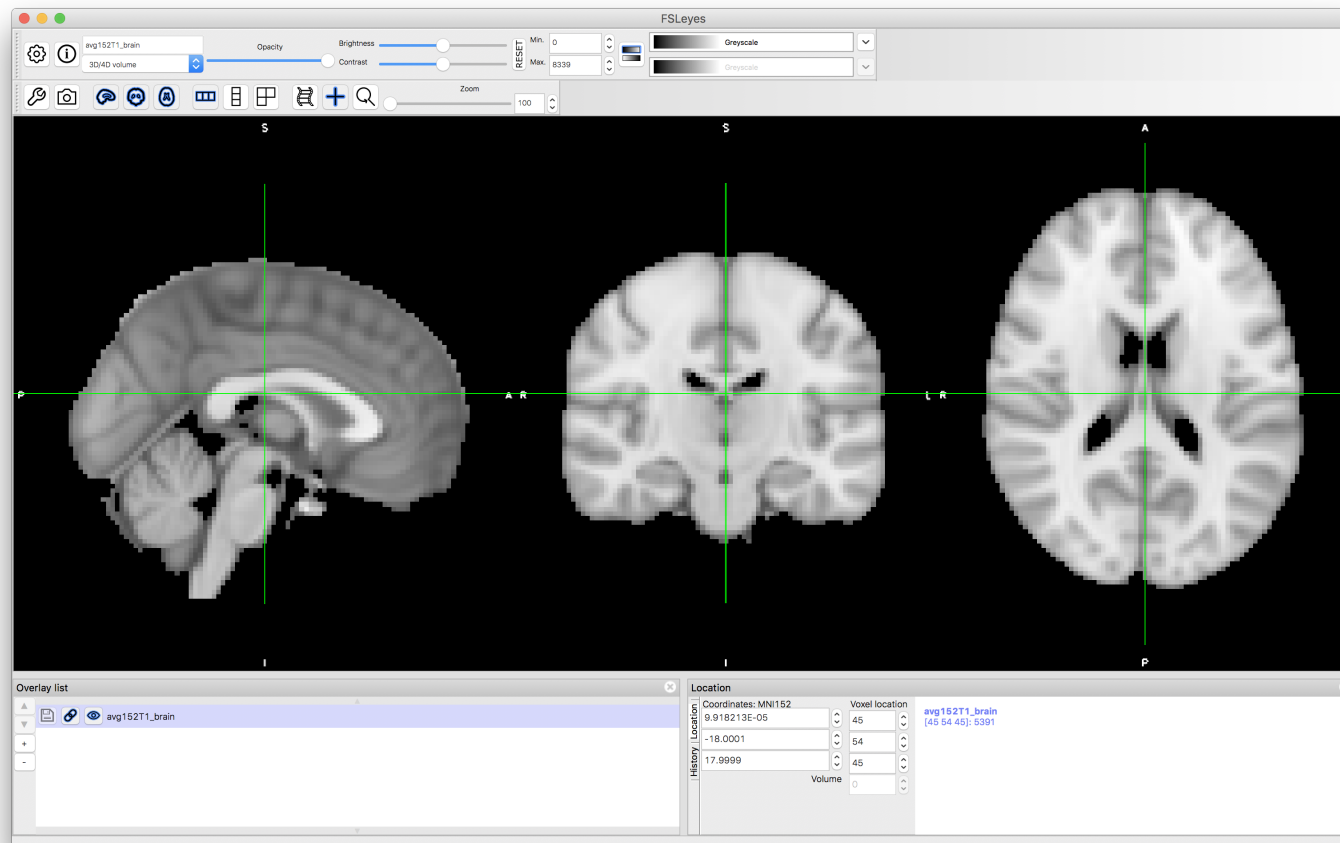 FSLeyes
avg152T1_brain
3D/4D volume
Opacity
Brightness
Contrast
RESET
Min.
0
Max.
8339
Greyscale
Greyscale
Zoom
100
S
S
A
P
A R
L R
I
I
P
Overlay list
avg152T1_brain
+
-
Location
Location
History
Coordinates: MNI152
9.918213E-05
-18.0001
17.9999
Voxel location
45
54
45
Volume
0
avg152T1_brain
[45 54 45]: 5391